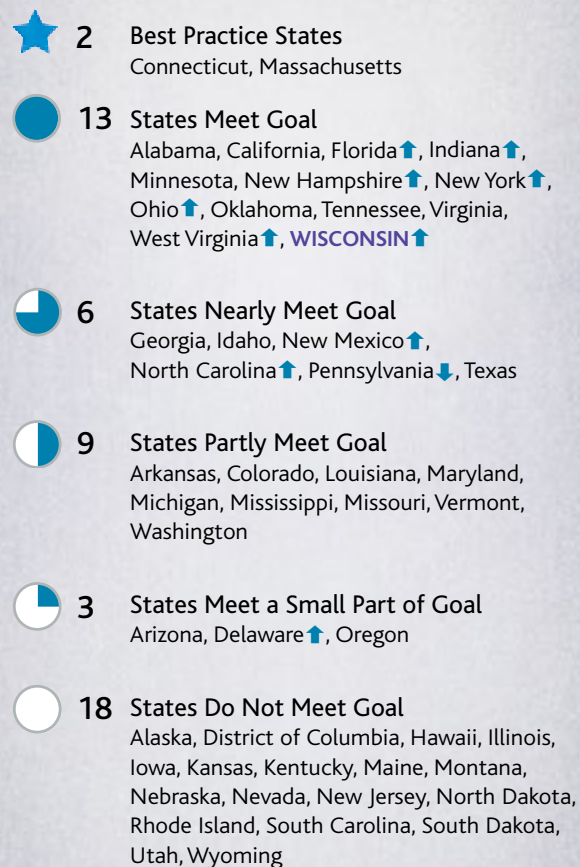 2 Best Practice States
Connecticut, Massachusetts
13 States Meet Goal
Alabama, California, Florida⬆, Indiana⬆,
Minnesota, New Hampshire⬆, New York⬆,
Ohio⬆, Oklahoma, Tennessee, Virginia,
West Virginia⬆, WISCONSIN⬆
6 States Nearly Meet Goal
Georgia, Idaho, New Mexico⬆,
North Carolina⬆, Pennsylvania⬇, Texas
9 States Partly Meet Goal
Arkansas, Colorado, Louisiana, Maryland,
Michigan, Mississippi, Missouri, Vermont,
Washington
3 States Meet a Small Part of Goal
Arizona, Delaware⬆, Oregon
18 States Do Not Meet Goal
Alaska, District of Columbia, Hawaii, Illinois,
Iowa, Kansas, Kentucky, Maine, Montana,
Nebraska, Nevada, New Jersey, North Dakota,
Rhode Island, South Carolina, South Dakota,
Utah, Wyoming